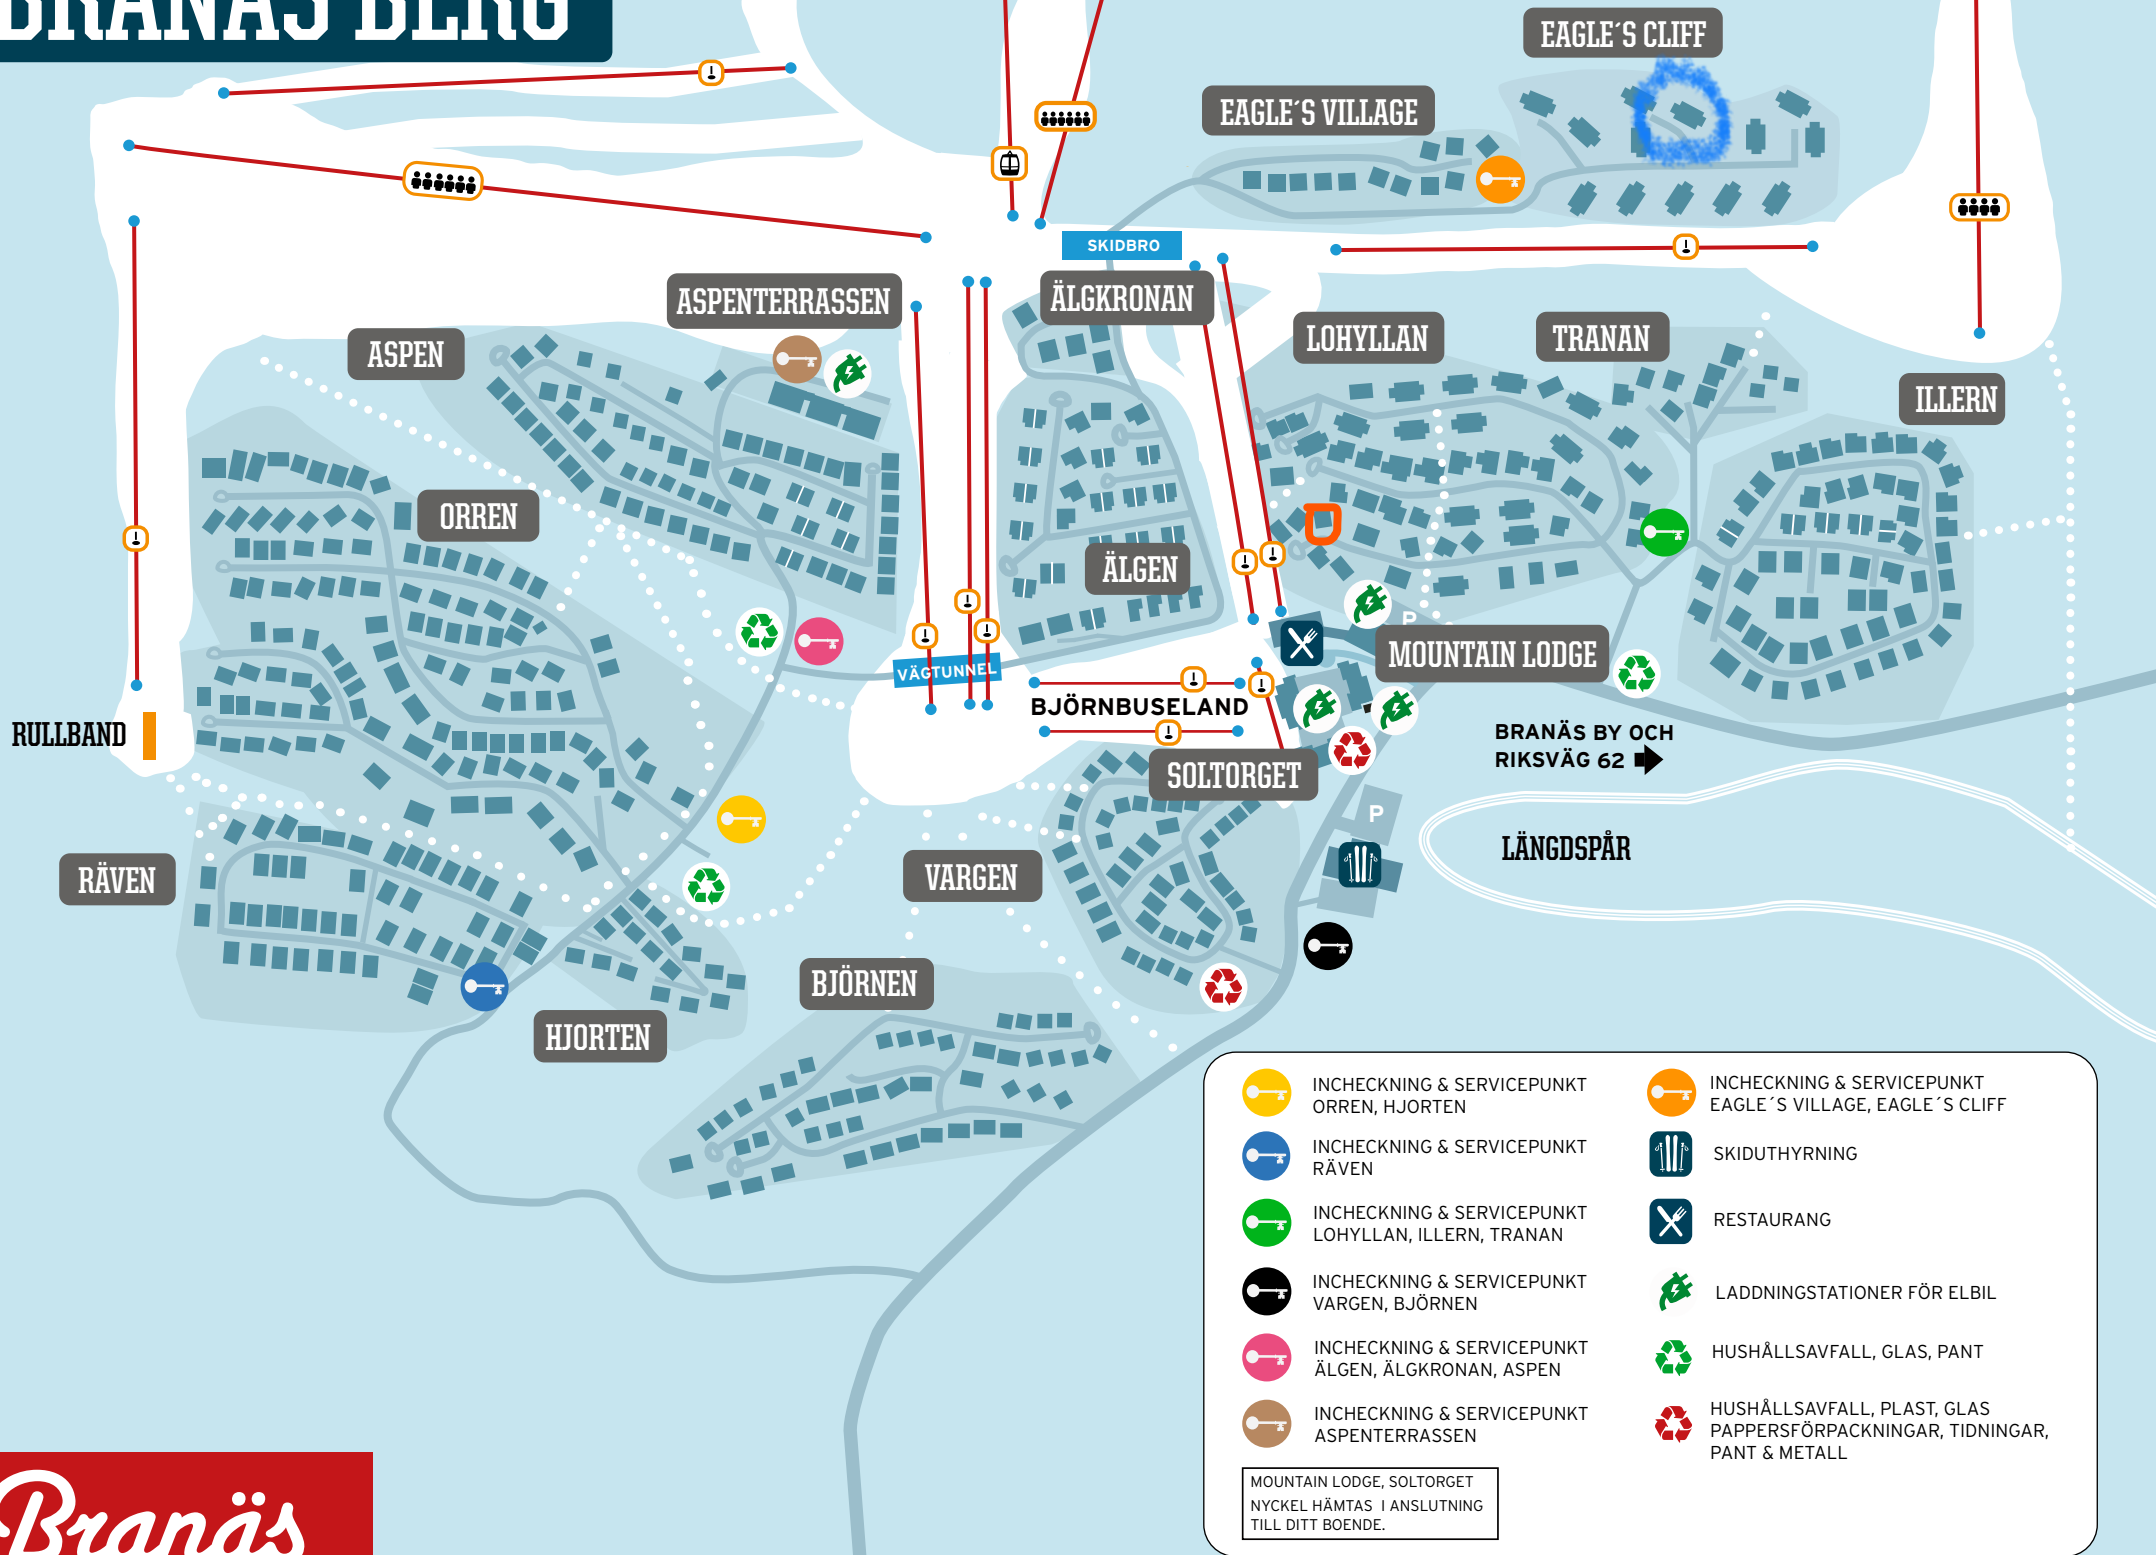 BRANÄS BERG
EAGLE´S CLIFF
EAGLE´S VILLAGE
SKIDBRO
ASPENTERRASSEN
ÄLGKRONAN
ASPEN
LOHYLLAN
TRANAN
ILLERN
ORREN
ÄLGEN
P
MOUNTAIN LODGE
VÄGTUNNEL
BJÖRNBUSELAND
RULLBAND
BRANÄS BY OCH
RIKSVÄG 62
SOLTORGET
P
LÄNGDSPÅR
RÄVEN
VARGEN
BJÖRNEN
HJORTEN
INCHECKNING & SERVICEPUNKT
ORREN, HJORTEN
INCHECKNING & SERVICEPUNKT
RÄVEN
INCHECKNING & SERVICEPUNKT
LOHYLLAN, ILLERN, TRANAN
INCHECKNING & SERVICEPUNKT
VARGEN, BJÖRNEN
INCHECKNING & SERVICEPUNKT
ÄLGEN, ÄLGKRONAN, ASPEN
INCHECKNING & SERVICEPUNKT
ASPENTERRASSEN
MOUNTAIN LODGE, SOLTORGET
NYCKEL HÄMTAS I ANSLUTNING
TILL DITT BOENDE.
INCHECKNING & SERVICEPUNKT
EAGLE´S VILLAGE, EAGLE´S CLIFF
SKIDUTHYRNING
RESTAURANG
LADDNINGSTATIONER FÖR ELBIL
HUSHÅLLSAVFALL, GLAS, PANT
HUSHÅLLSAVFALL, PLAST, GLAS
PAPPERSFÖRPACKNINGAR, TIDNINGAR,
PANT & METALL
Branäs